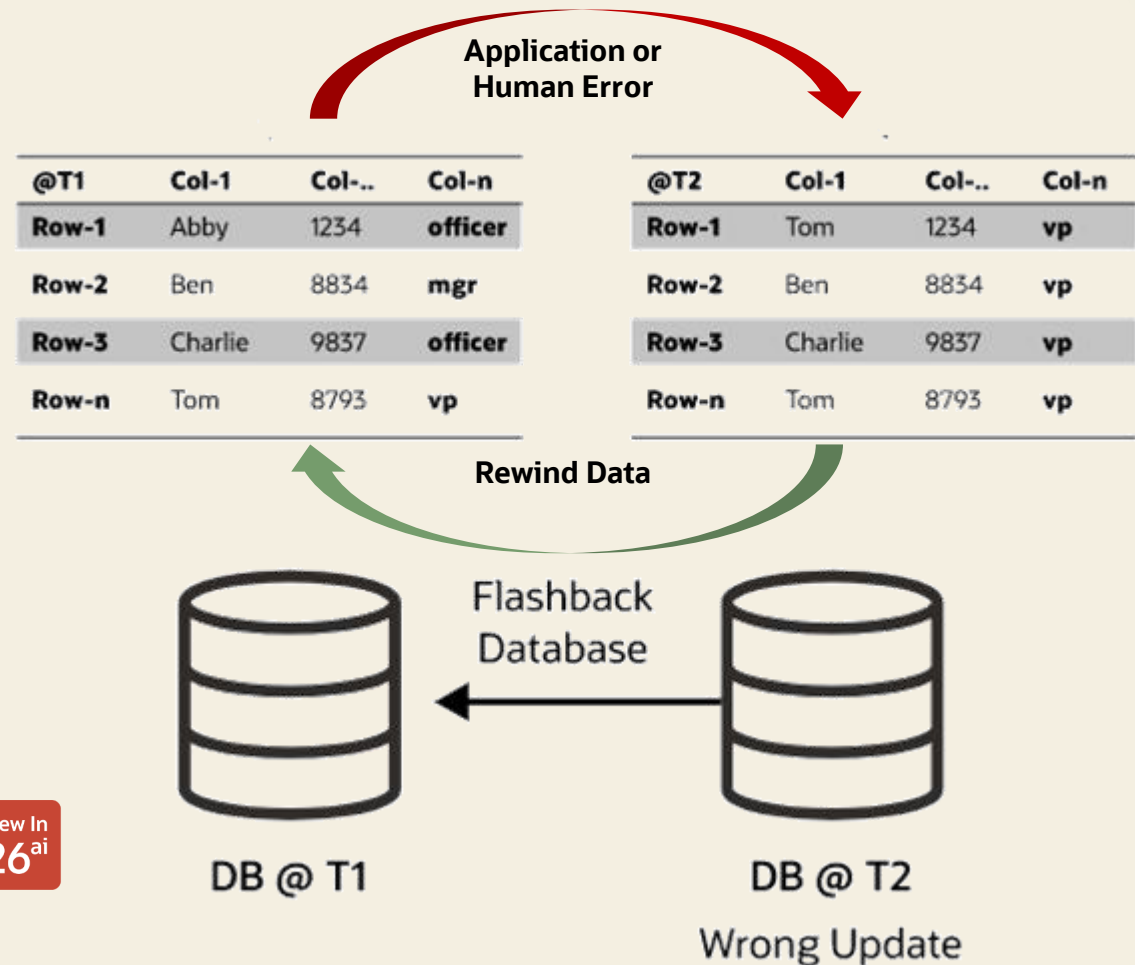 Application or
Human Error
@T1 Col-1 Col-.. Col-n
Row-1 Abby 1234 officer
Row-2 Ben 8834 mgr
Row-3 Charlie 9837 officer
Row-n Tom 8793 vp
@T2 Col-1 Col-.. Col-n
Row-1 Tom 1234 vp
Row-2 Ben 8834 vp
Row-3 Charlie 9837 vp
Row-n Tom 8793 vp
Rewind Data
Flashback
Database
ew In
26ai
DB @ T1
DB @ T2
Wrong Update